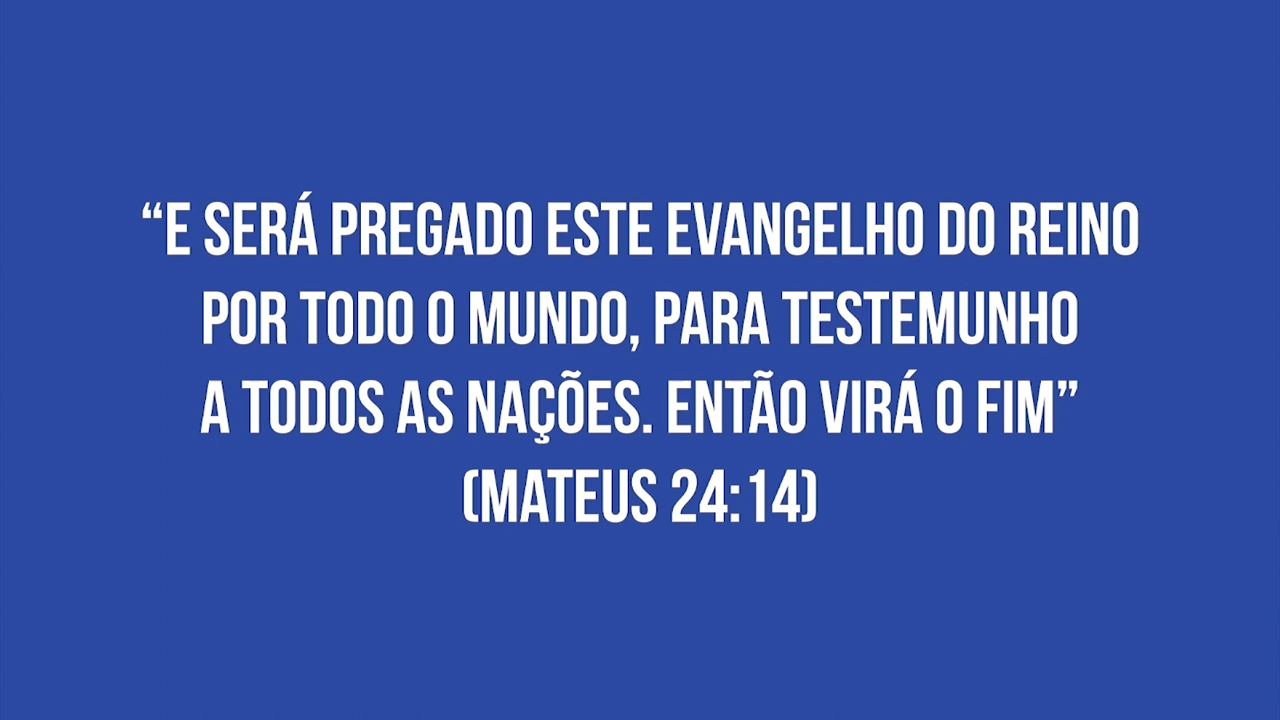 “E SERÁ PREGADO ESTE EVANGELHO DO REINO
POR TODO O MUNDO, PARA TESTEMUNHO
A TODOS AS NAÇÕES. ENTÃO VIRÁ O FIM”
(MATEUS 24:14)